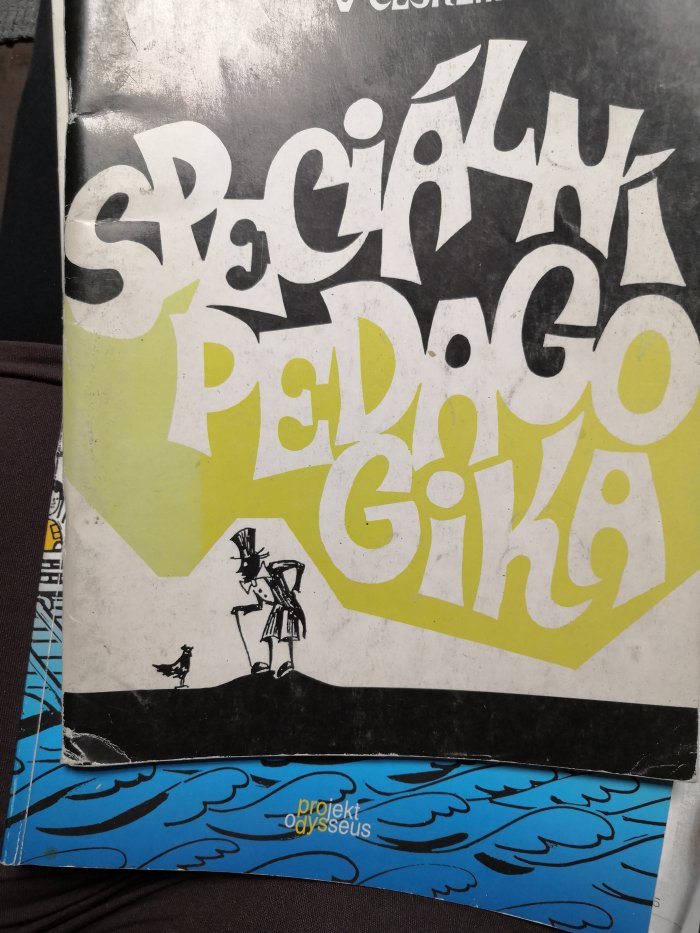 SPECIÁLNÍ
PEDAGO
GIKA
projekt
odysseus